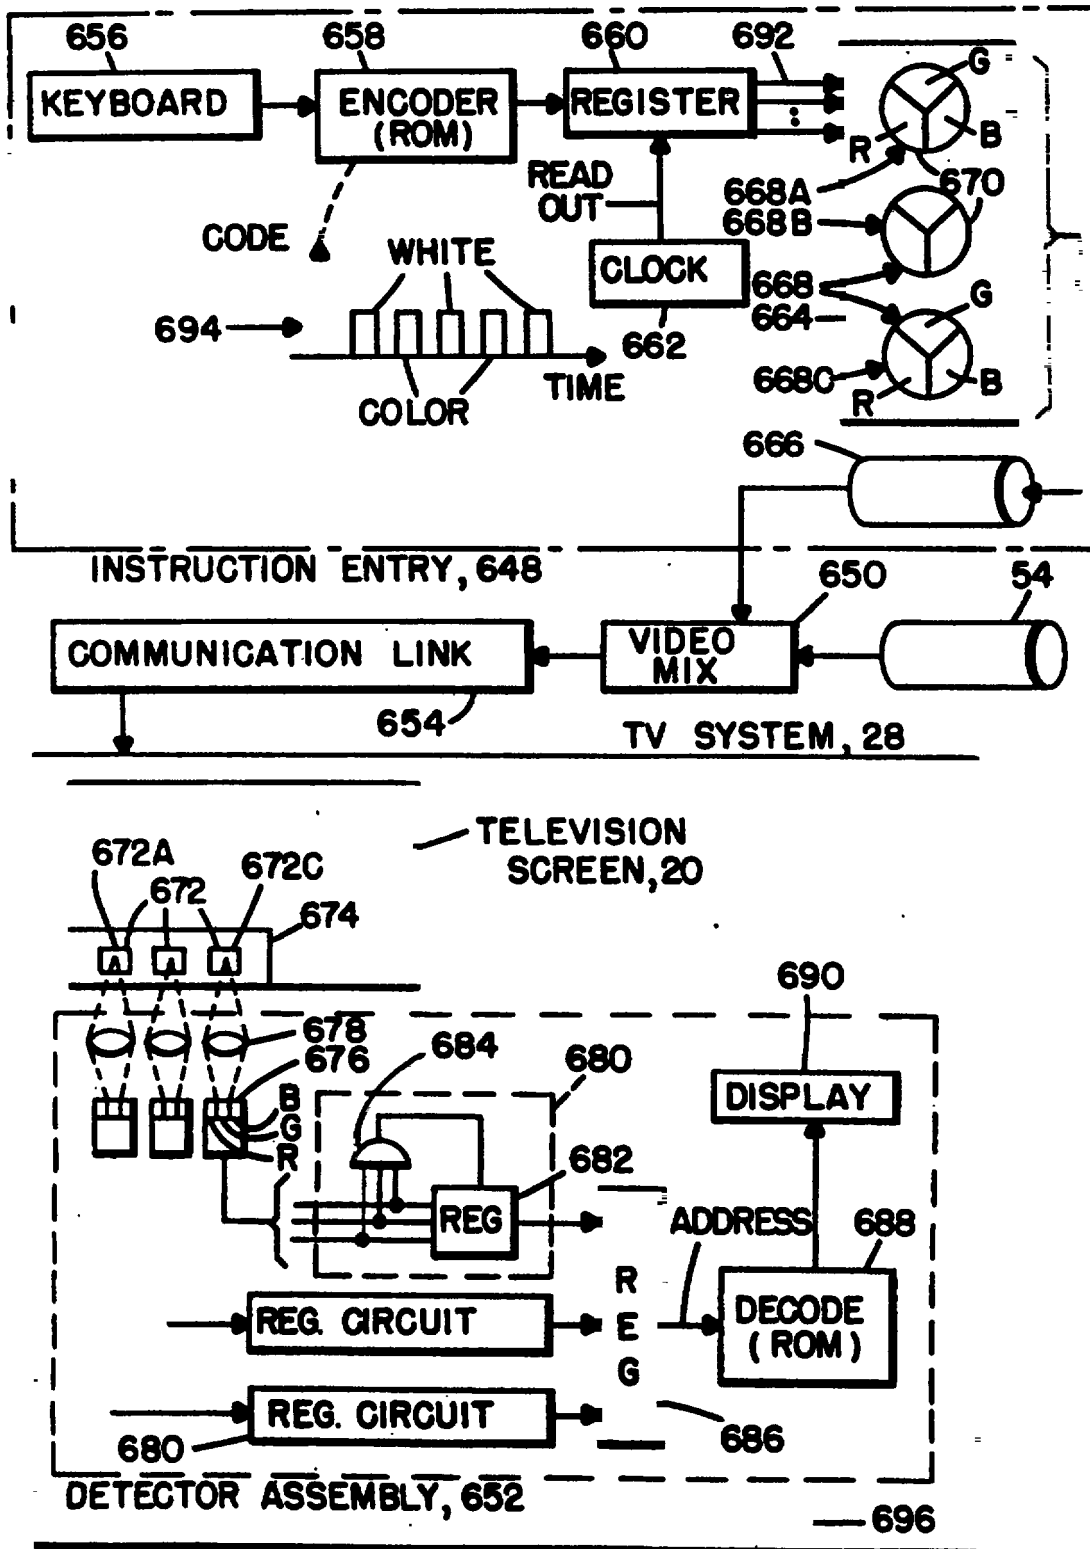 656
658
660
692
G
KEYBOARD
ENCODER
(ROM)
REGISTER
R
B
READ
OUT
668A
670
668B
CODE
WHITE
CLOCK
668
G
694
664
662
TIME
668C
R
B
COLOR
666
INSTRUCTION ENTRY, 648
650
54
COMMUNICATION LINK
VIDEO
MIX
654
TV SYSTEM, 28
TELEVISION
SCREEN, 20
672A
672
672C
674
690
678
684
676
680
B
G
R
DISPLAY
682
REG
ADDRESS
688
R
E
G
REG. CIRCUIT
DECODE
(ROM)
REG. CIRCUIT
680
686
DETECTOR ASSEMBLY, 652
696